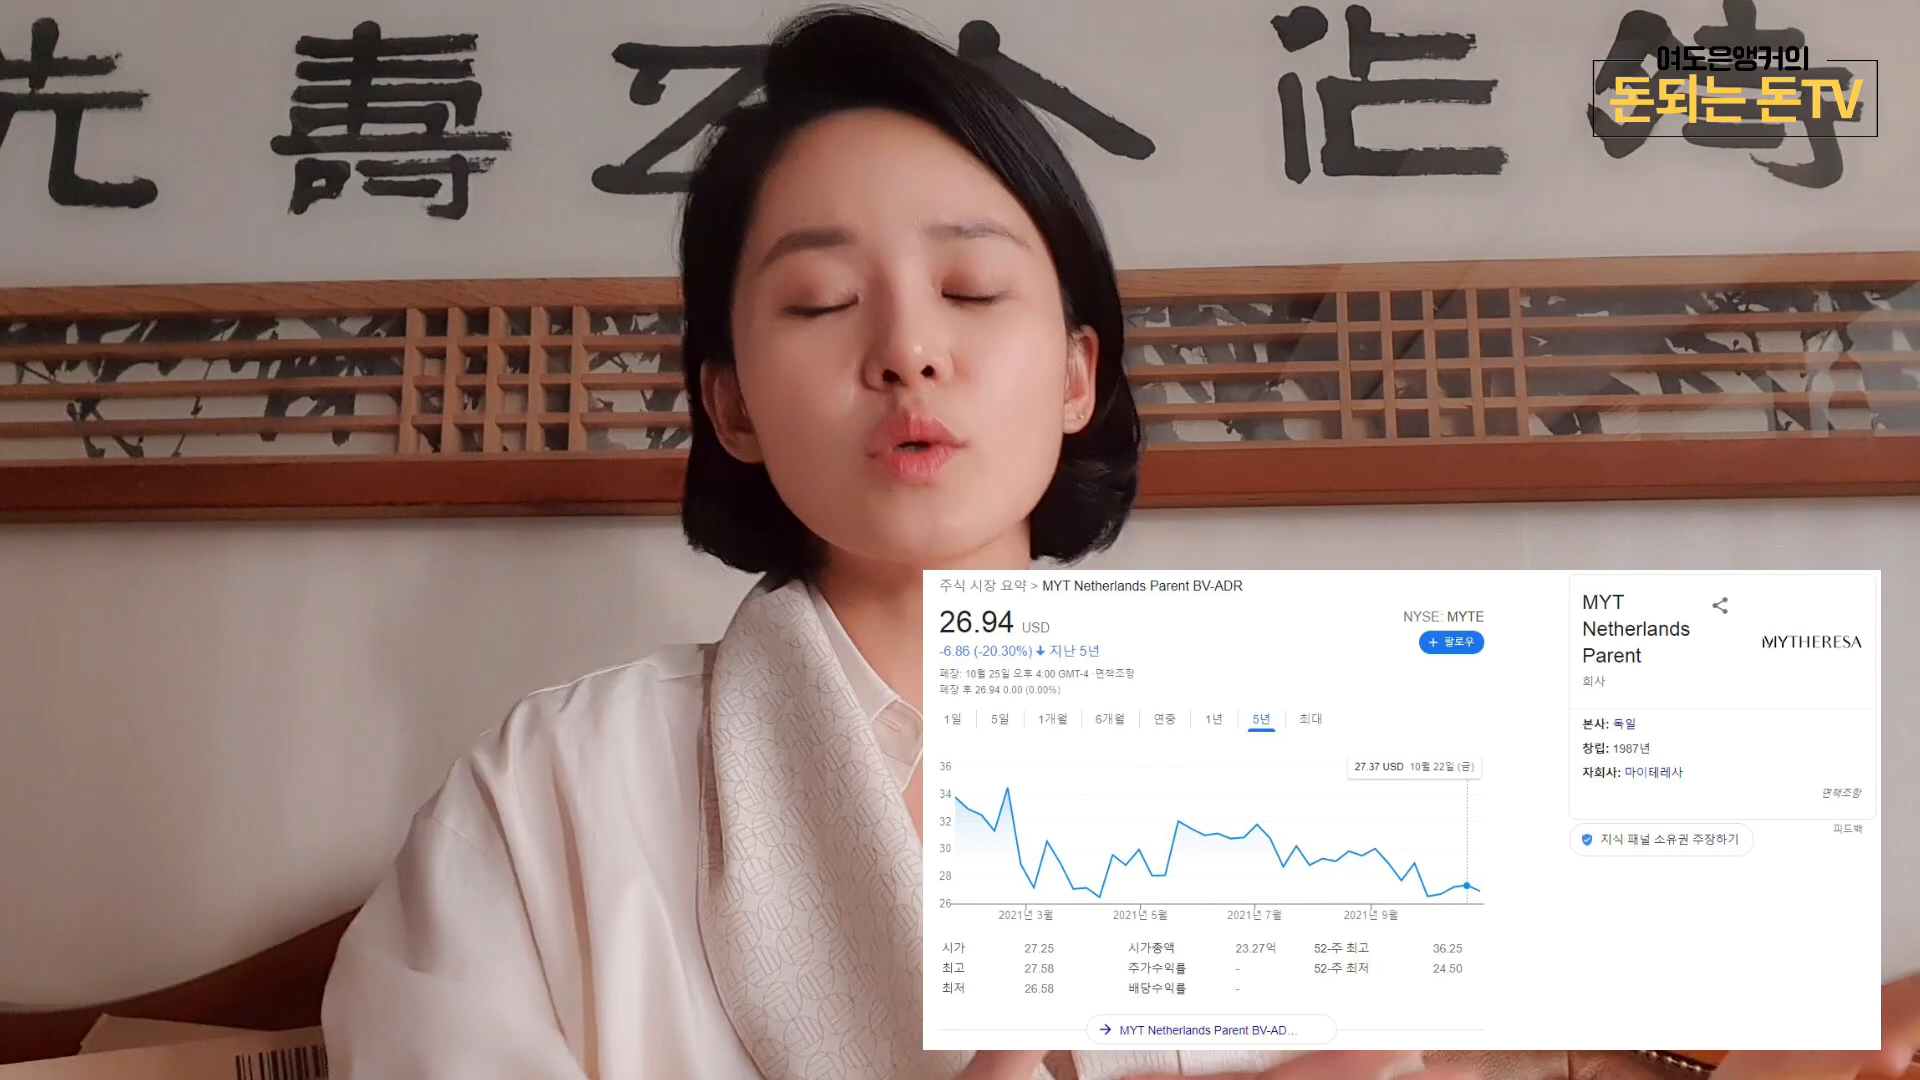 壽
여도은앵커의
돈되는 돈TV
주식 시장 요약 > MYT Netherlands Parent BV-ADR
26.94 USD
-6.86 (-20.30%) ↓ 지난 5년
폐장: 10월 25일 오후 4:00 GMT-4 · 면책조항
폐장 후 26.94 0.00 (0.00%)
NYSE: MYTE
+ 팔로우
1일 5일 1개월 6개월 연중 1년 5년 최대
27.37 USD 10월 22일 (금)
36
34
32
30
28
26
2021년 3월 2021년 5월 2021년 7월 2021년 9월
시가 27.25 시가총액 23.27억 52-주 최고 36.25
최고 27.58 주가수익률 - 52-주 최저 24.50
최저 26.58 배당수익률 -
→ MYT Netherlands Parent BV-AD...
MYT
Netherlands
Parent
회사
MYTHERESA
본사: 독일
창립: 1987년
자회사: 마이테레사
면책조항
피드백
지식 패널 소유권 주장하기